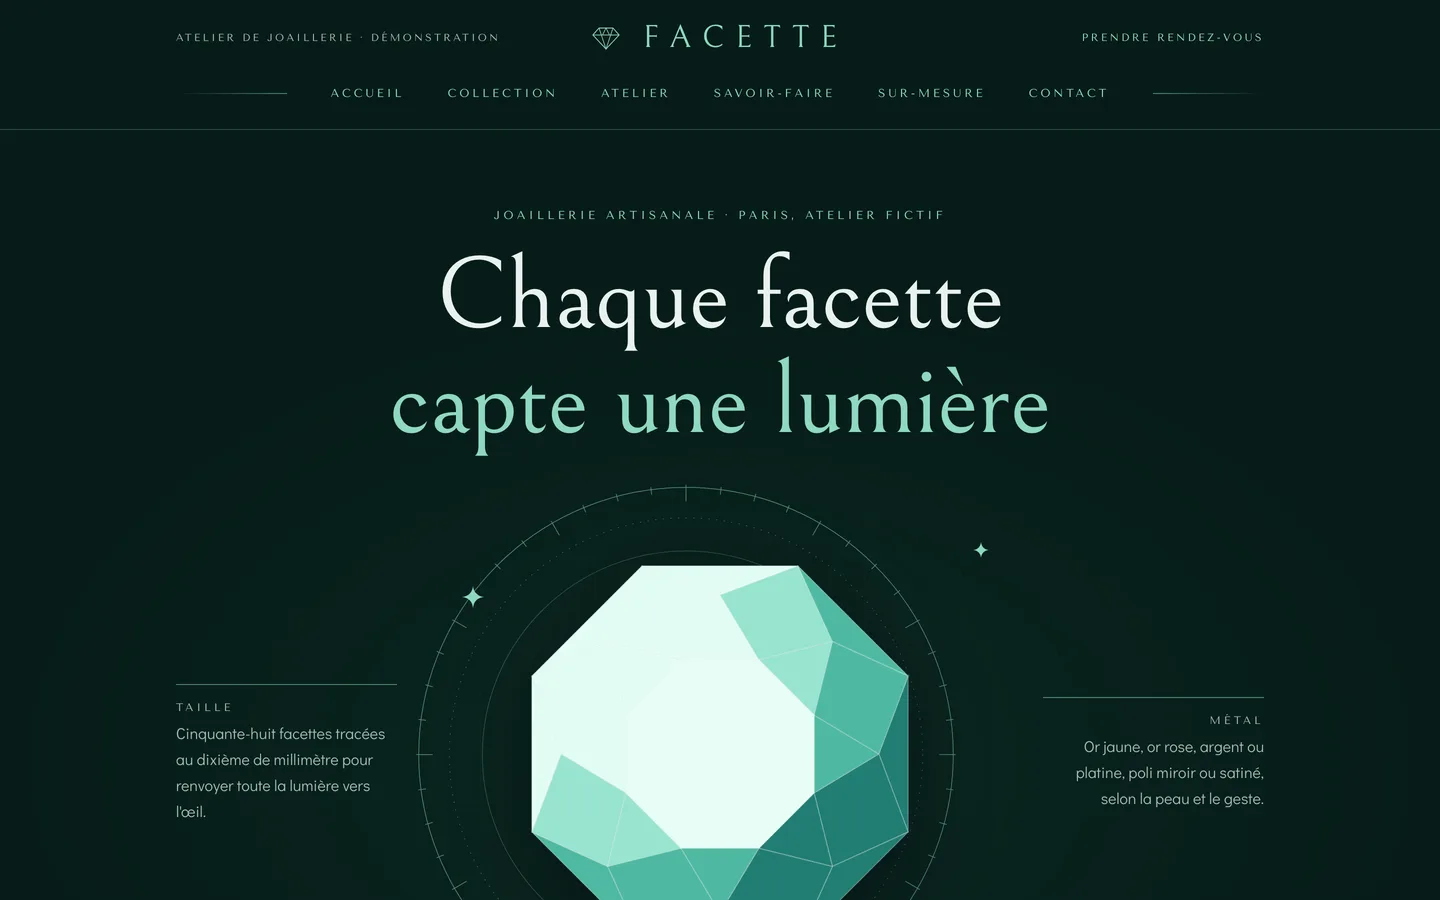 ATELIER DE JOAILLERIE · DÉMONSTRATION
FACETTE
PRENDRE RENDEZ-VOUS
ACCUEIL COLLECTION ATELIER SAVOIR-FAIRE SUR-MESURE CONTACT
JOAILLERIE ARTISANALE · PARIS, ATELIER FICTIF
Chaque facette
capte une lumière
TAILLE
Cinquante-huit facettes tracées
au dixième de millimètre pour
renvoyer toute la lumière vers
l'œil.
MÉTAL
Or jaune, or rose, argent ou
platine, poli miroir ou satiné,
selon la peau et le geste.